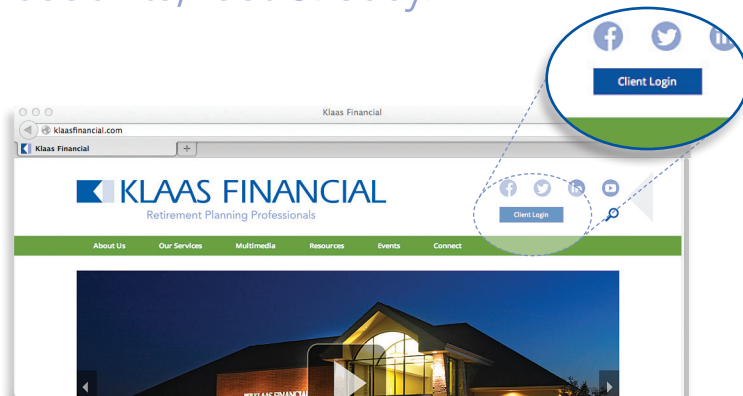 Client Login
Klaas Financial
klaasfinancial.com
Klaas Financial
KLAAS FINANCIAL
Retirement Planning Professionals
Client Login
About Us Our Services Multimedia Resources Events Connect
KLAAS FINANCIAL